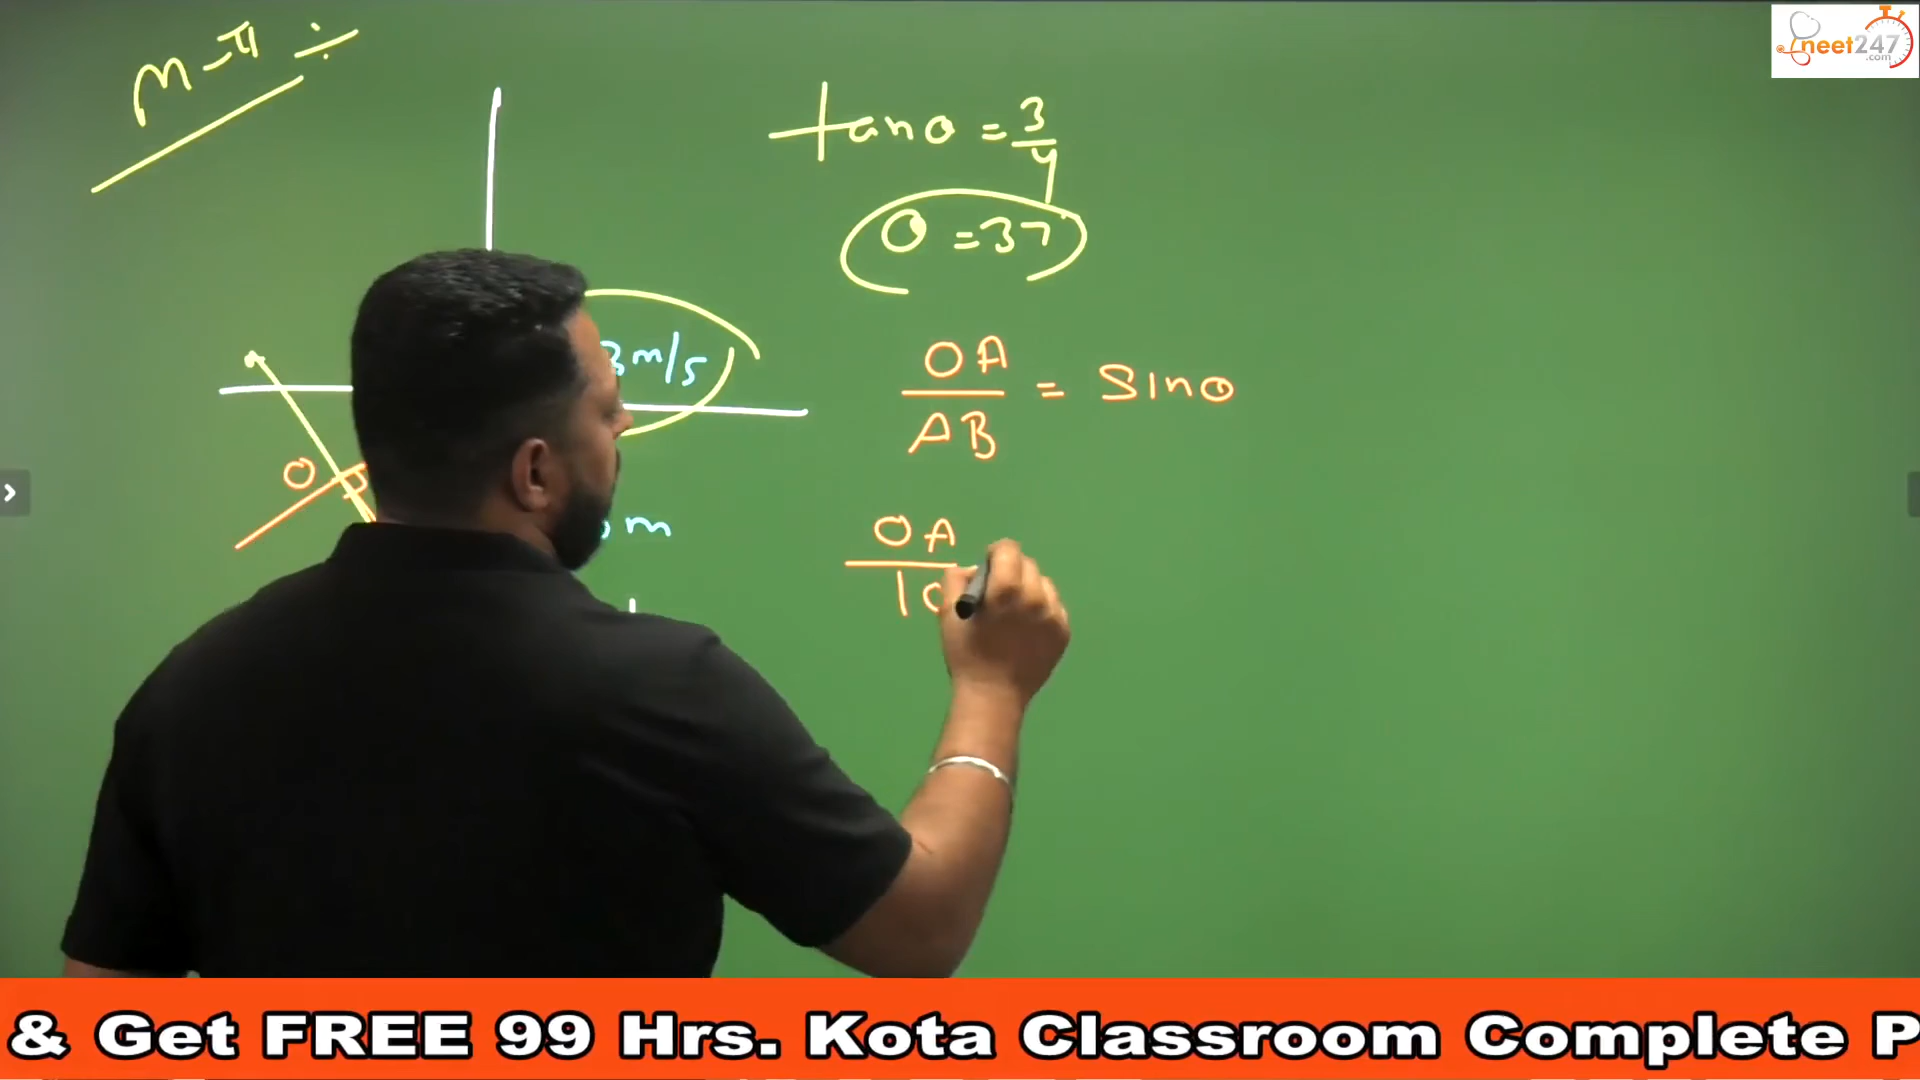 M-II ÷
tanθ = 3/4
θ = 37
3m/s
OA/AB = Sinθ
O
m
OA/10
neet247
.com
& Get FREE 99 Hrs. Kota Classroom Complete P